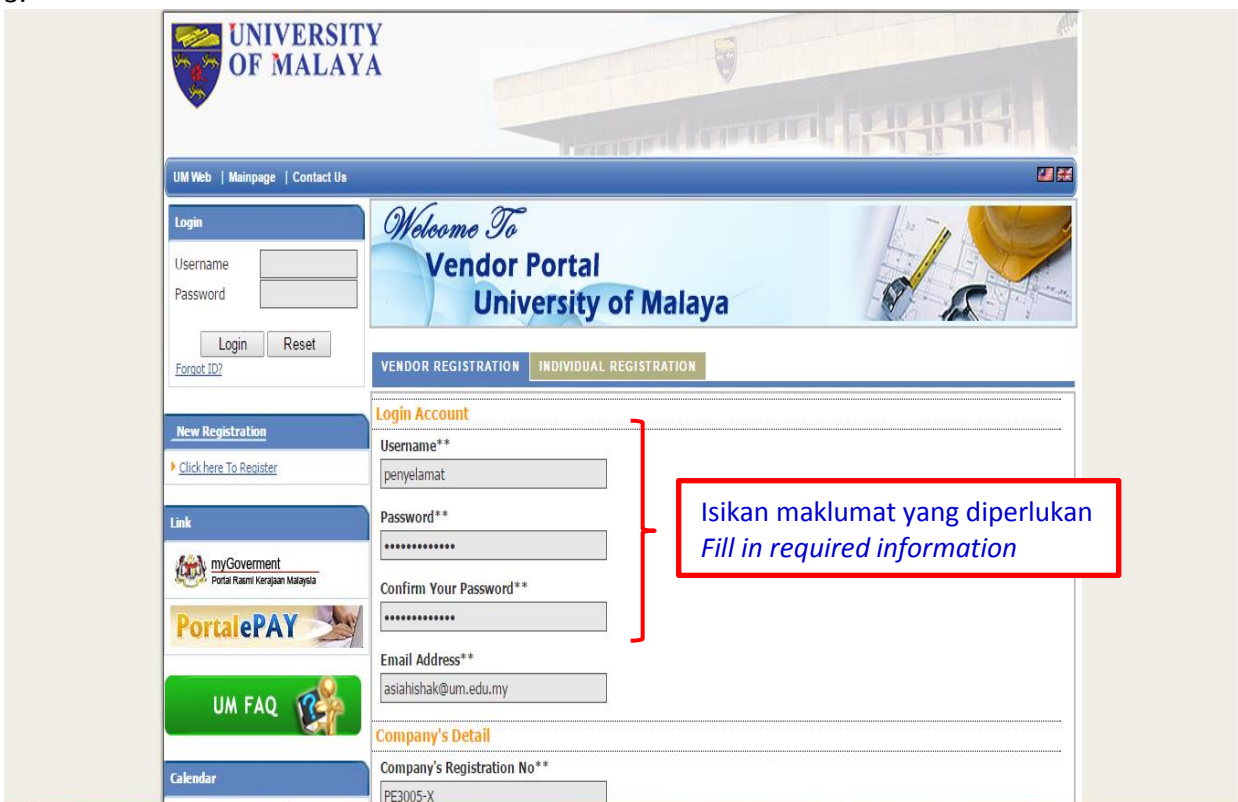 UNIVERSITY
OF MALAYA
UM Web | Mainpage | Contact Us
Login
Username
Password
Login Reset
Forgot ID?
New Registration
Click here To Register
Link
myGoverment
Portal Rasmi Kerajaan Malaysia
PortalePAY
UM FAQ
Calendar
Welcome To
Vendor Portal
University of Malaya
VENDOR REGISTRATION INDIVIDUAL REGISTRATION
Login Account
Username**
penyelamat
Password**
•••••••••••••
Confirm Your Password**
•••••••••••••
Email Address**
asiahishak@um.edu.my
Company's Detail
Company's Registration No**
PE3005-X
Isikan maklumat yang diperlukan
Fill in required information